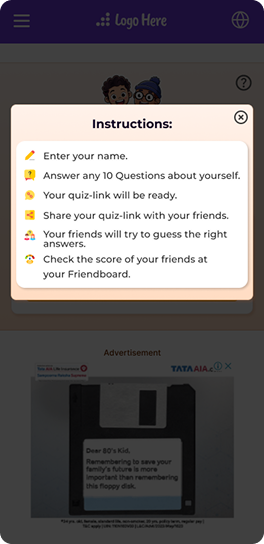 Logo Here
Instructions:
Enter your name.
Answer any 10 Questions about yourself.
Your quiz-link will be ready.
Share your quiz-link with your friends.
Your friends will try to guess the right
answers.
Check the score of your friends at
your Friendboard.
Advertisement
TATA AIA
Dear 80's Kid,
Remembering to save your
family's future is more
important then remembering
this floppy disk.